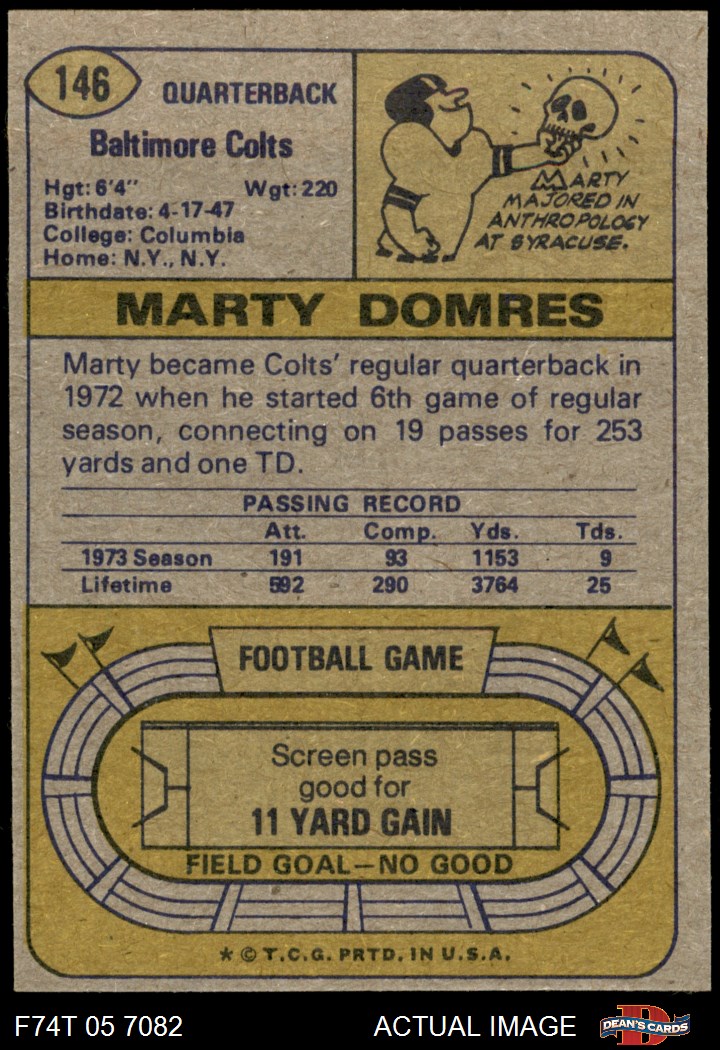 146
QUARTERBACK
Baltimore Colts
Hgt: 6'4" Wgt: 220
Birthdate: 4-17-47
College: Columbia
Home: N.Y., N.Y.
MARTY
MAJORED IN
ANTHROPOLOGY
AT SYRACUSE.
MARTY DOMRES
Marty became Colts' regular quarterback in
1972 when he started 6th game of regular
season, connecting on 19 passes for 253
yards and one TD.
PASSING RECORD
Att. Comp. Yds. Tds.
1973 Season 191 93 1153 9
Lifetime 592 290 3764 25
FOOTBALL GAME
Screen pass
good for
11 YARD GAIN
FIELD GOAL—NO GOOD
* © T.C.G. PRTD. IN U.S.A.
F74T 05 7082 ACTUAL IMAGE
D
DEAN'S CARDS